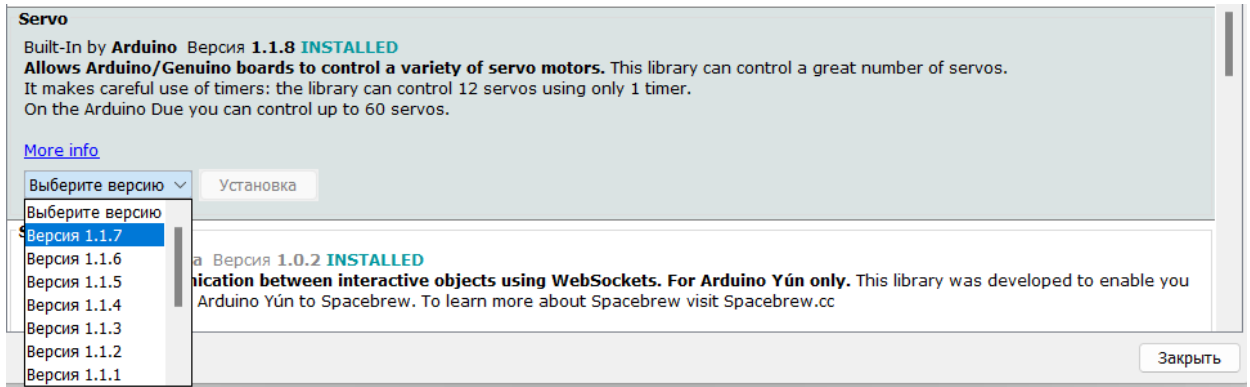 Servo
Built-In by Arduino Версия 1.1.8 INSTALLED
Allows Arduino/Genuino boards to control a variety of servo motors. This library can control a great number of servos.
It makes careful use of timers: the library can control 12 servos using only 1 timer.
On the Arduino Due you can control up to 60 servos.
More info
Выберите версию Установка
Выберите версию
Версия 1.1.7
Версия 1.1.6
a Версия 1.0.2 INSTALLED
Версия 1.1.5
nication between interactive objects using WebSockets. For Arduino Yún only. This library was developed to enable you
Версия 1.1.4
Arduino Yún to Spacebrew. To learn more about Spacebrew visit Spacebrew.cc
Версия 1.1.3
Версия 1.1.2
Версия 1.1.1
Закрыть